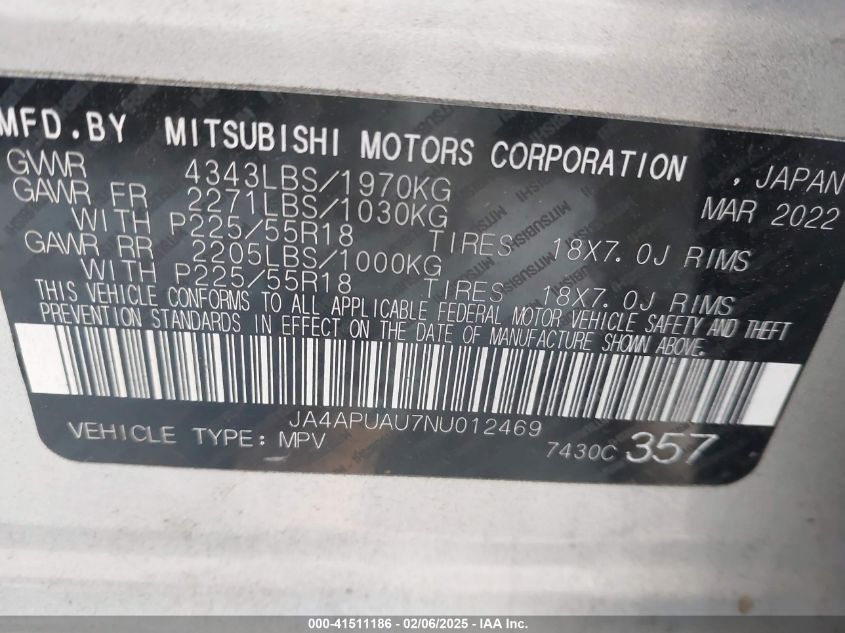 MFD.BY MITSUBISHI MOTORS CORPORATION , JAPAN
GVWR 4343LBS/1970KG MAR 2022
GAWR FR 2271LBS/1030KG
WITH P225/55R18 TIRES 18X7.0J RIMS
GAWR RR 2205LBS/1000KG
WITH P225/55R18 TIRES 18X7.0J RIMS
THIS VEHICLE CONFORMS TO ALL APPLICABLE FEDERAL MOTOR VEHICLE SAFETY AND THEFT
PREVENTION STANDARDS IN EFFECT ON THE DATE OF MANUFACTURE SHOWN ABOVE.
JA4APUAU7NU012469
VEHICLE TYPE: MPV 7430C 357
000-41511186 - 02/06/2025 - IAA Inc.